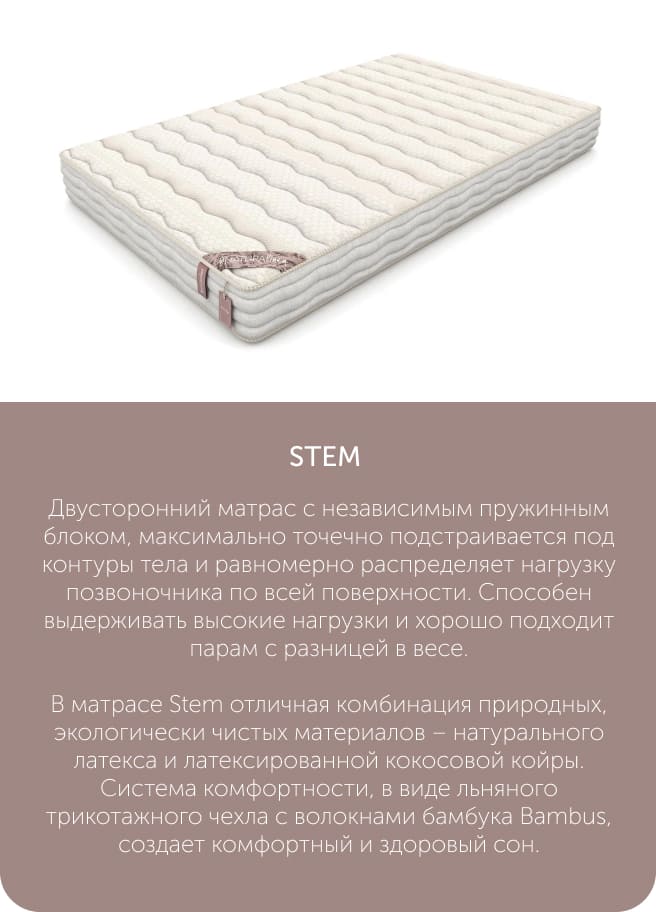 STEM
Двусторонний матрас с независимым пружинным
блоком, максимально точечно подстраивается под
контуры тела и равномерно распределяет нагрузку
позвоночника по всей поверхности. Способен
выдерживать высокие нагрузки и хорошо подходит
парам с разницей в весе.
В матрасе Stem отличная комбинация природных,
экологически чистых материалов – натурального
латекса и латексированной кокосовой койры.
Система комфортности, в виде льняного
трикотажного чехла с волокнами бамбука Bambus,
создает комфортный и здоровый сон.